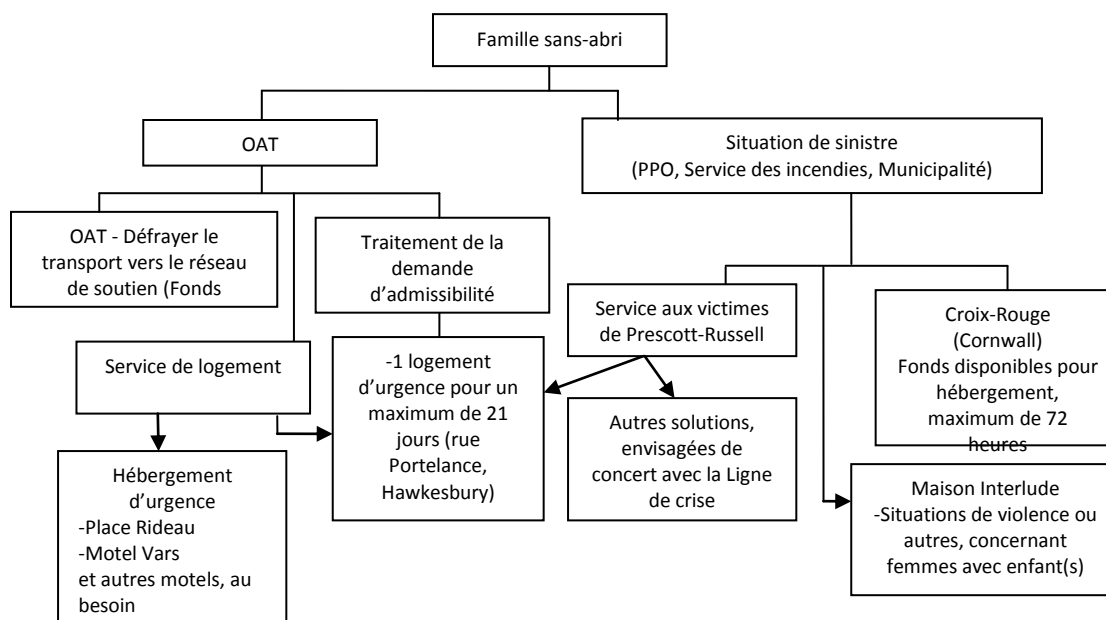 Famille sans-abri
OAT
Situation de sinistre
(PPO, Service des incendies, Municipalité)
OAT - Défrayer le
transport vers le réseau
de soutien (Fonds
Traitement de la
demande
d’admissibilité
Service aux victimes
de Prescott-Russell
Croix-Rouge
(Cornwall)
Fonds disponibles pour
hébergement,
maximum de 72
heures
Service de logement
-1 logement
d’urgence pour un
maximum de 21
jours (rue
Portelance,
Hawkesbury)
Autres solutions,
envisagées de
concert avec la Ligne
de crise
Hébergement
d’urgence
-Place Rideau
-Motel Vars
et autres motels, au
besoin
Maison Interlude
-Situations de violence ou
autres, concernant
femmes avec enfant(s)